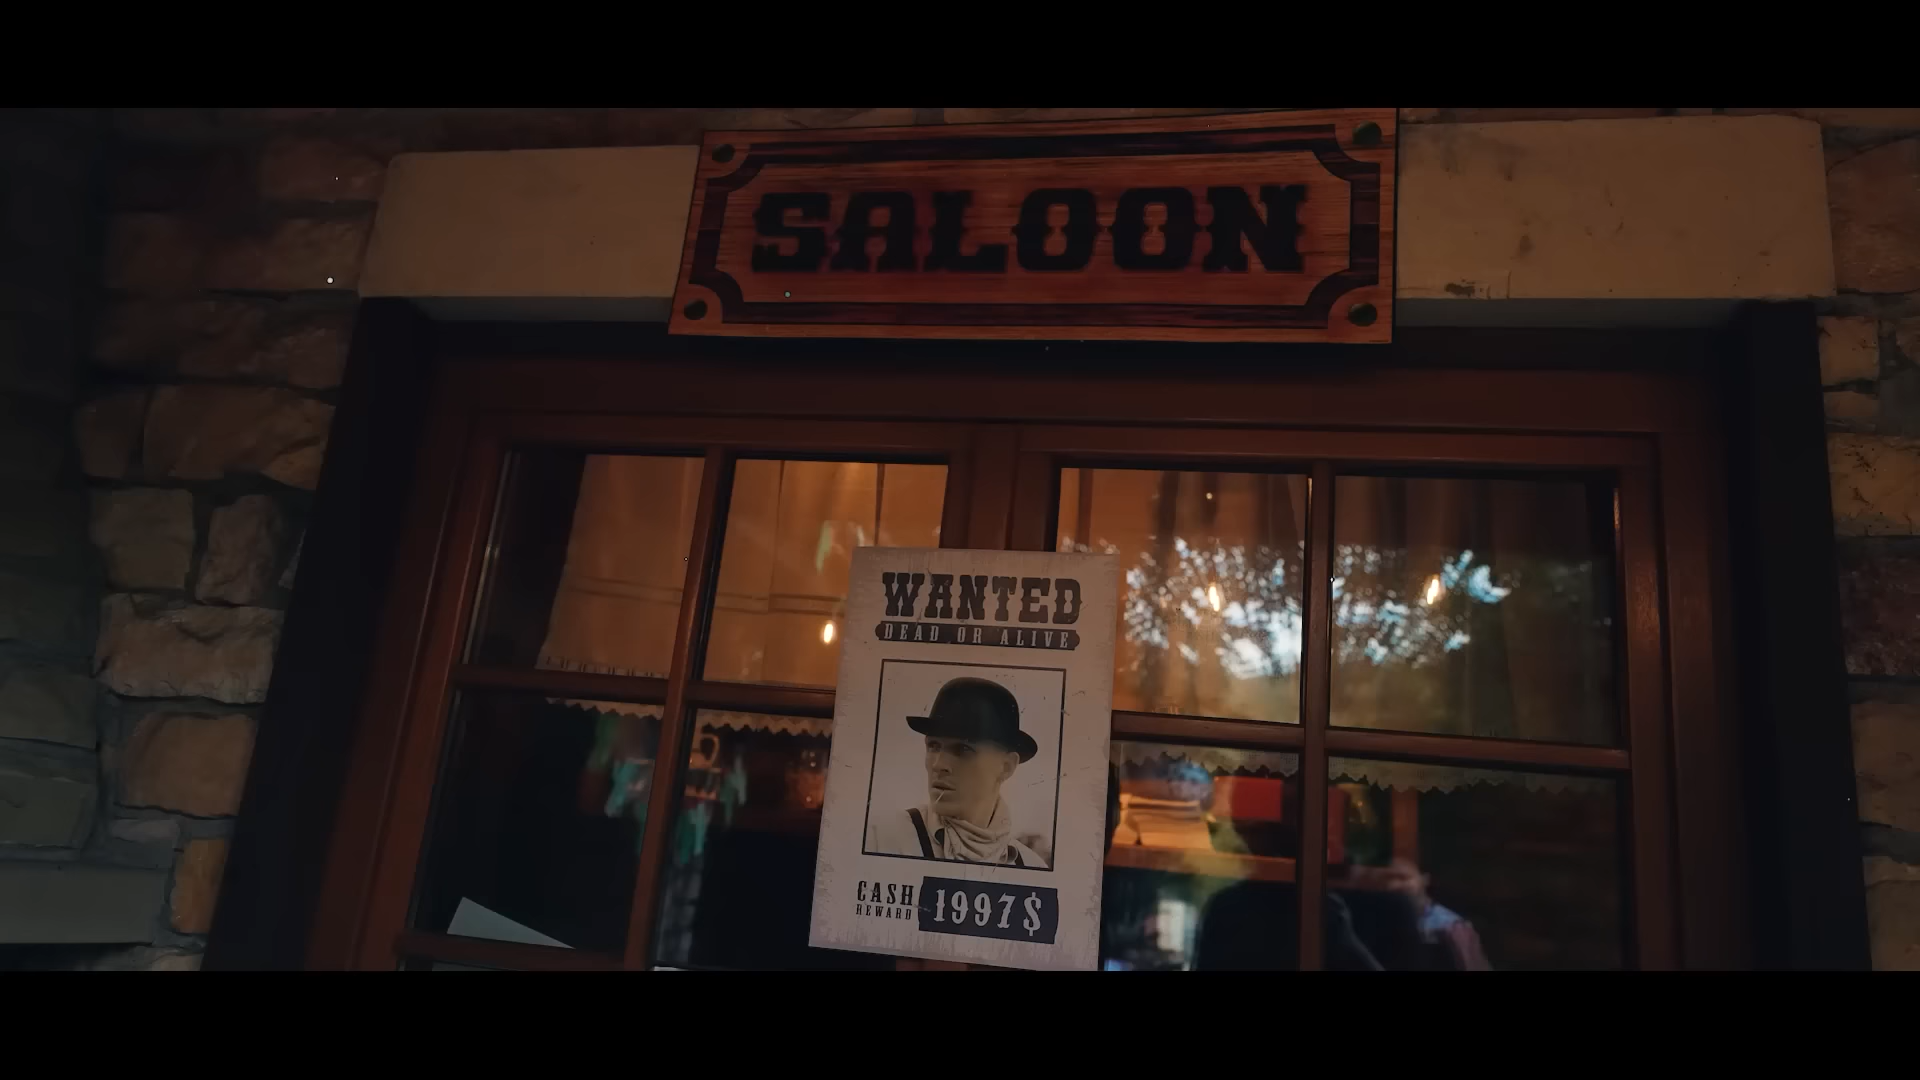 SALOON
WANTED
DEAD OR ALIVE
CASH
REWARD
1997$